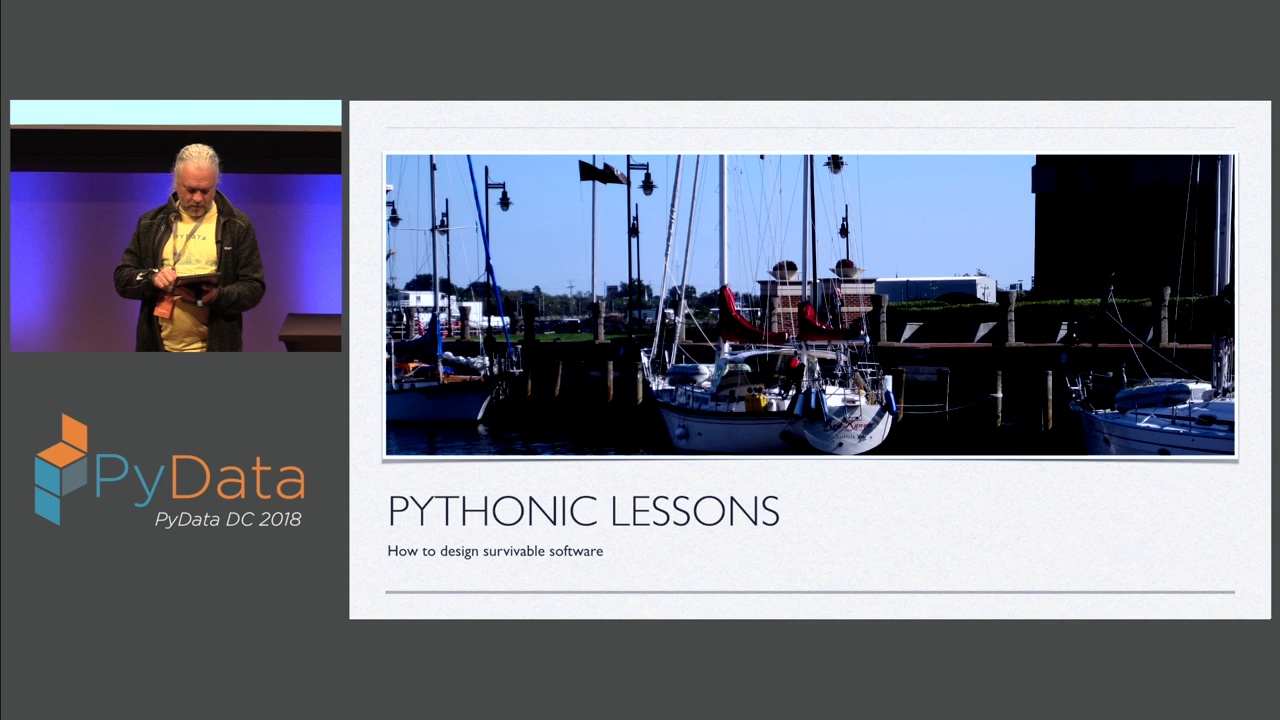 PyData
PyData DC 2018
PYTHONIC LESSONS
How to design survivable software